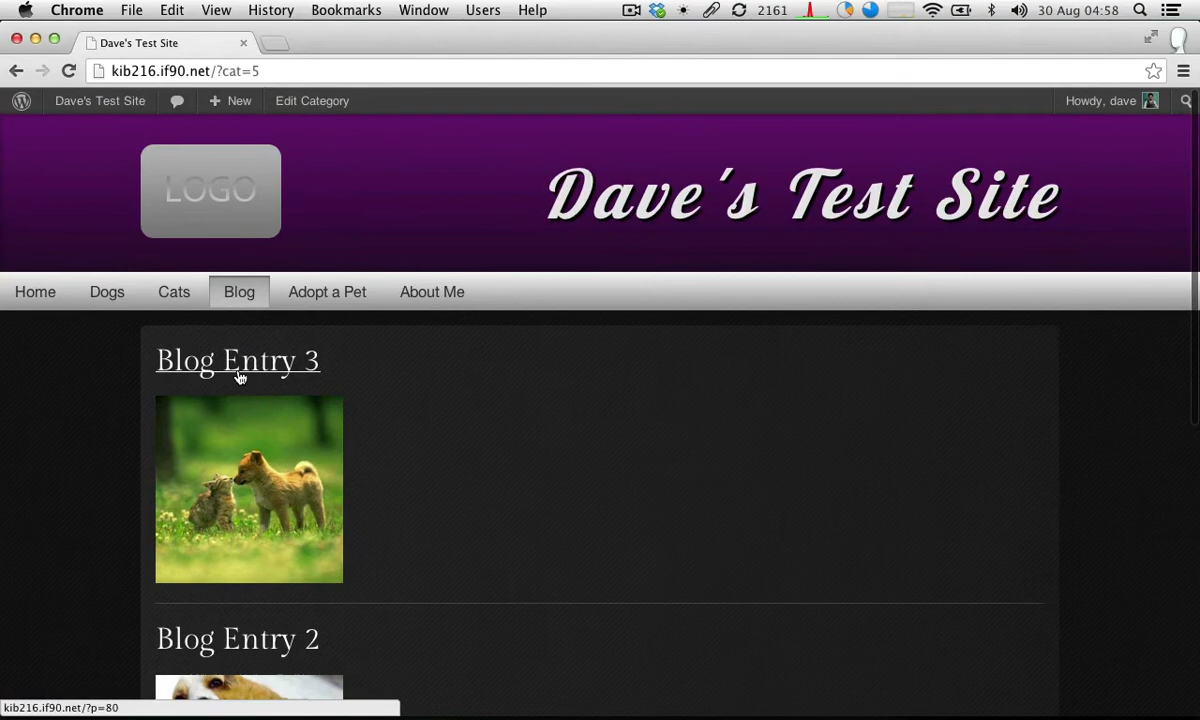 Chrome File Edit View History Bookmarks Window Users Help 2161 30 Aug 04:58
Dave's Test Site
kib216.if90.net/?cat=5
Dave's Test Site New Edit Category Howdy, dave
LOGO Dave's Test Site
Home Dogs Cats Blog Adopt a Pet About Me
Blog Entry 3
Blog Entry 2
kib216.if90.net/?p=80